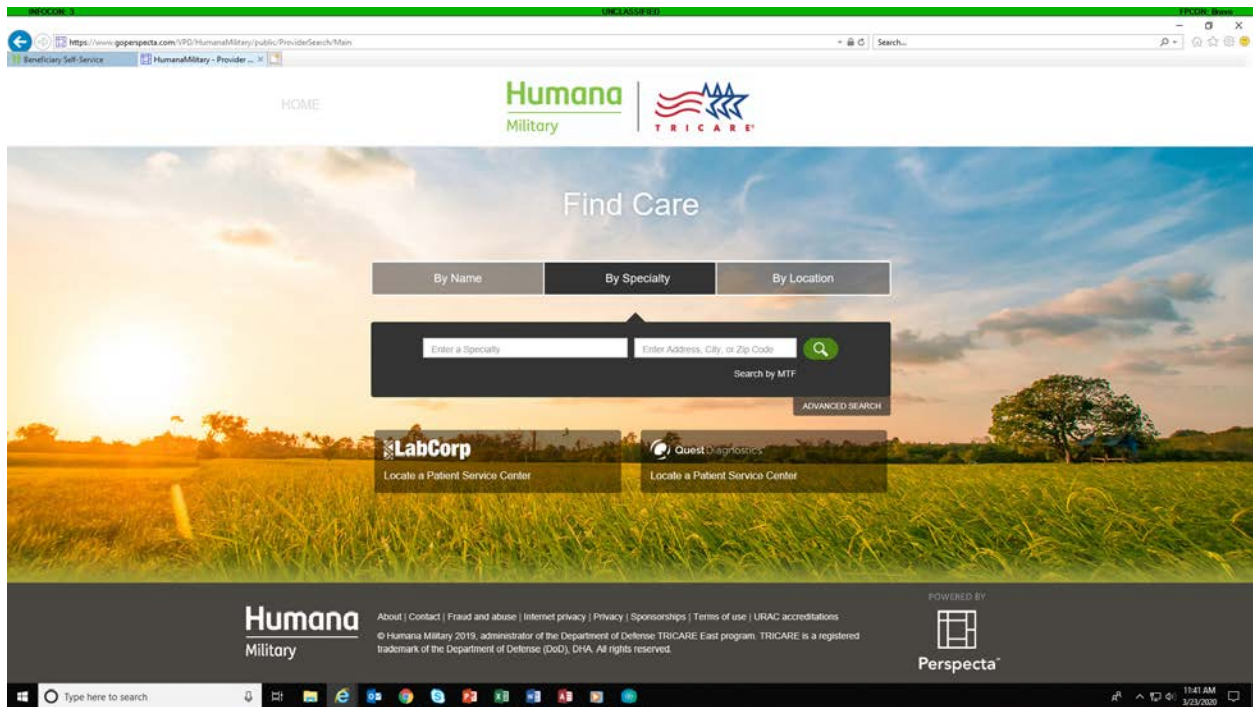 INFOCON: 3 UNCLASSIFIED FPCON: Bravo
https://www.goperspecta.com/VPD/HumanaMilitary/public/ProviderSearch/Main Search...
Beneficiary Self-Service HumanaMilitary - Provider ...
HOME
Humana
Military
TRICARE
Find Care
By Name By Specialty By Location
Enter a Specialty Enter Address, City, or Zip Code
Search by MTF
ADVANCED SEARCH
LabCorp Quest Diagnostics
Locate a Patient Service Center Locate a Patient Service Center
POWERED BY
Humana
Military
About | Contact | Fraud and abuse | Internet privacy | Privacy | Sponsorships | Terms of use | URAC accreditations
© Humana Military 2019, administrator of the Department of Defense TRICARE East program. TRICARE is a registered
trademark of the Department of Defense (DoD), DHA. All rights reserved.
Perspecta
Type here to search
11:41 AM
3/23/2020